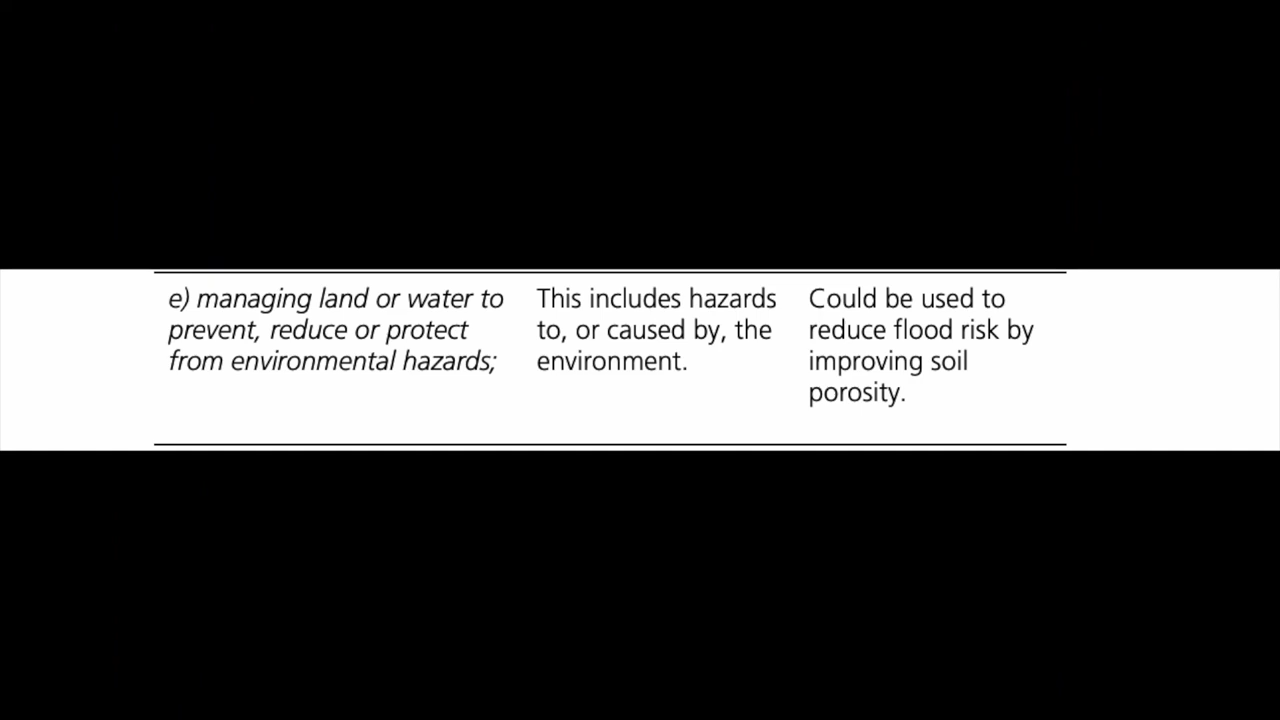 e) managing land or water to
prevent, reduce or protect
from environmental hazards;
This includes hazards
to, or caused by, the
environment.
Could be used to
reduce flood risk by
improving soil
porosity.